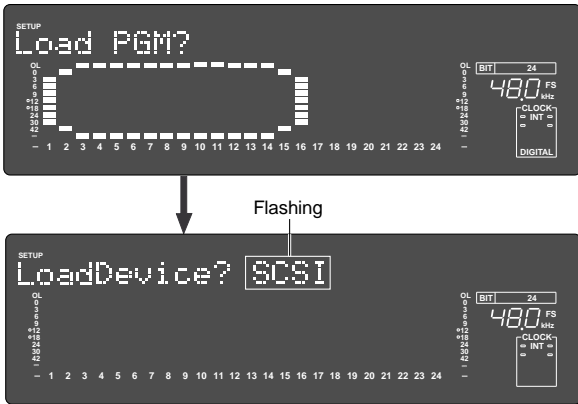 SETUP
Load PGM?
OL
0
3
6
9
12
18
24
30
42
–
– 1 2 3 4 5 6 7 8 9 10 11 12 13 14 15 16 17 18 19 20 21 22 23 24 –
OL
0
3
6
9
12
18
24
30
42
–
BIT 24
48.0 FS
kHz
CLOCK
INT
DIGITAL
Flashing
SETUP
LoadDevice? SCSI
OL
0
3
6
9
12
18
24
30
42
– 1 2 3 4 5 6 7 8 9 10 11 12 13 14 15 16 17 18 19 20 21 22 23 24 –
OL
0
3
6
9
12
18
24
30
42
BIT 24
48.0 FS
kHz
CLOCK
INT